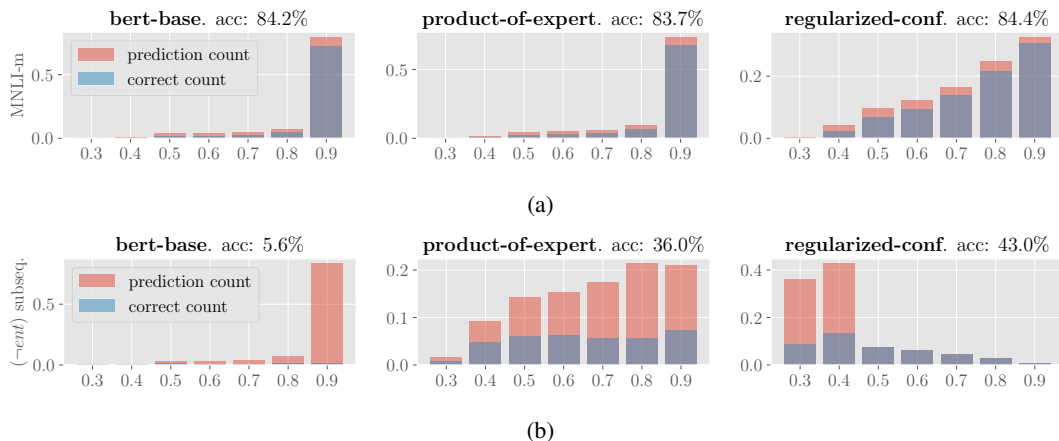 bert-base. acc: 84.2%
product-of-expert. acc: 83.7%
regularized-conf. acc: 84.4%
MNLI-m
0.5
0.0
prediction count
correct count
0.3 0.4 0.5 0.6 0.7 0.8 0.9
0.5
0.0
0.3 0.4 0.5 0.6 0.7 0.8 0.9
0.2
0.0
0.3 0.4 0.5 0.6 0.7 0.8 0.9
(a)
bert-base. acc: 5.6%
product-of-expert. acc: 36.0%
regularized-conf. acc: 43.0%
(¬ent) subseq.
0.5
0.0
prediction count
correct count
0.3 0.4 0.5 0.6 0.7 0.8 0.9
0.2
0.1
0.0
0.3 0.4 0.5 0.6 0.7 0.8 0.9
0.4
0.2
0.0
0.3 0.4 0.5 0.6 0.7 0.8 0.9
(b)